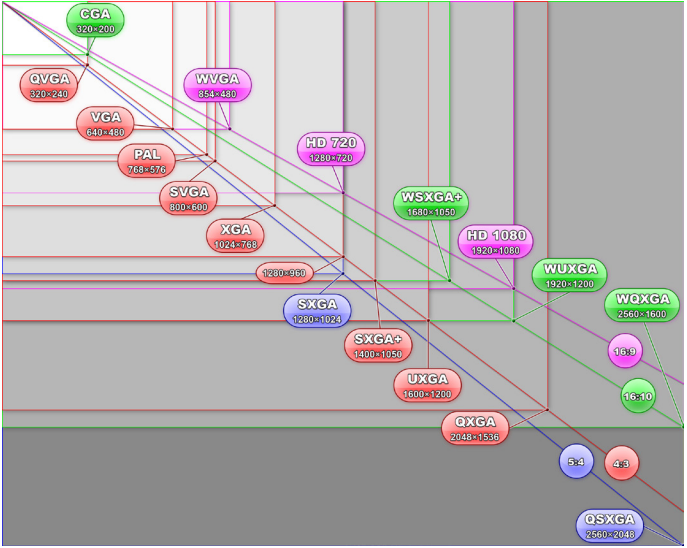 CGA
320×200
QVGA
320×240
WVGA
854×480
VGA
640×480
HD 720
1280×720
PAL
768×576
SVGA
800×600
WSXGA+
1680×1050
XGA
1024×768
HD 1080
1920×1080
1280×960
WUXGA
1920×1200
SXGA
1280×1024
WQXGA
2560×1600
SXGA+
1400×1050
16:9
UXGA
1600×1200
16:10
QXGA
2048×1536
5:4
4:3
QSXGA
2560×2048